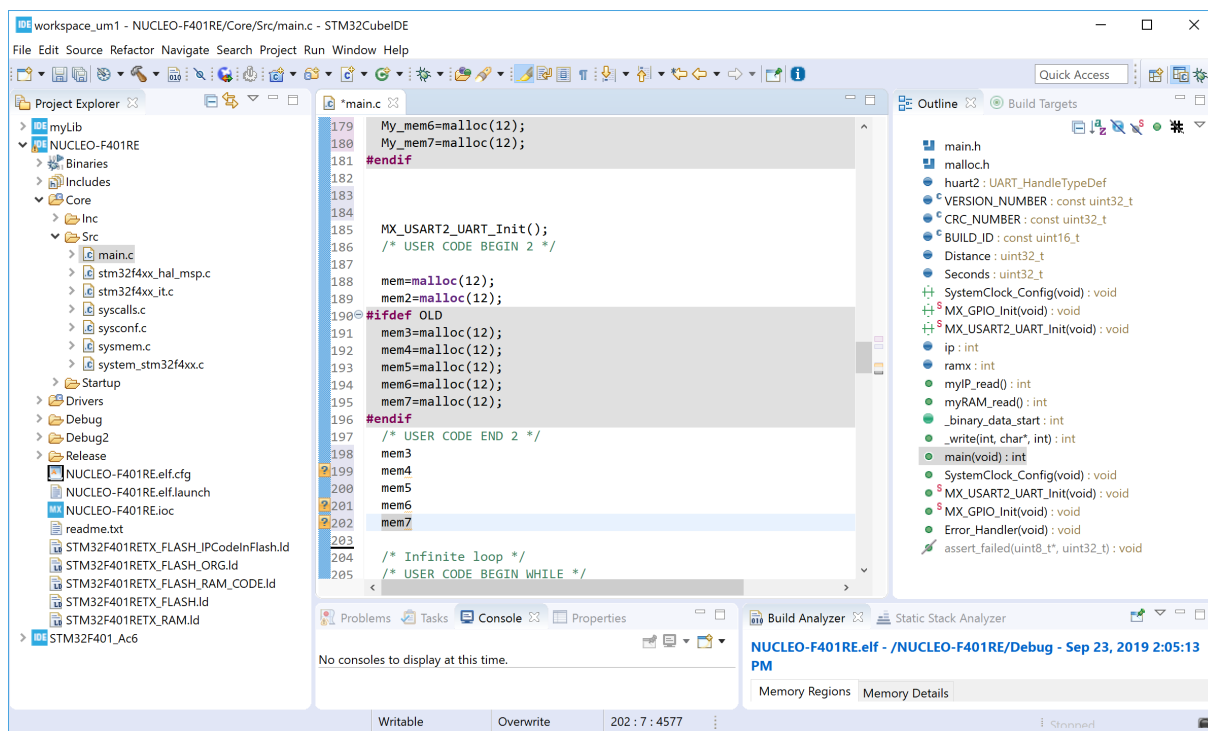 IDE workspace_um1 - NUCLEO-F401RE/Core/Src/main.c - STM32CubeIDE
File Edit Source Refactor Navigate Search Project Run Window Help
010
Quick Access
Project Explorer
*main.c
Outline
Build Targets
IDE myLib
IDE NUCLEO-F401RE
Binaries
Includes
Core
Inc
Src
main.c
stm32f4xx_hal_msp.c
stm32f4xx_it.c
syscalls.c
sysconf.c
sysmem.c
system_stm32f4xx.c
Startup
Drivers
Debug
Debug2
Release
NUCLEO-F401RE.elf.cfg
NUCLEO-F401RE.elf.launch
MX NUCLEO-F401RE.ioc
readme.txt
STM32F401RETX_FLASH_IPCodeInFlash.ld
STM32F401RETX_FLASH_ORG.ld
STM32F401RETX_FLASH_RAM_CODE.ld
STM32F401RETX_FLASH.ld
STM32F401RETX_RAM.ld
IDE STM32F401_Ac6
179 My_mem6=malloc(12);
180 My_mem7=malloc(12);
181 #endif
182
183
184
185 MX_USART2_UART_Init();
186 /* USER CODE BEGIN 2 */
187
188 mem=malloc(12);
189 mem2=malloc(12);
190 #ifdef OLD
191 mem3=malloc(12);
192 mem4=malloc(12);
193 mem5=malloc(12);
194 mem6=malloc(12);
195 mem7=malloc(12);
196 #endif
197 /* USER CODE END 2 */
198 mem3
199 mem4
200 mem5
201 mem6
202 mem7
203
204 /* Infinite loop */
205 /* USER CODE BEGIN WHILE */
main.h
malloc.h
huart2 : UART_HandleTypeDef
VERSION_NUMBER : const uint32_t
CRC_NUMBER : const uint32_t
BUILD_ID : const uint16_t
Distance : uint32_t
Seconds : uint32_t
SystemClock_Config(void) : void
MX_GPIO_Init(void) : void
MX_USART2_UART_Init(void) : void
ip : int
ramx : int
myIP_read() : int
myRAM_read() : int
_binary_data_start : int
_write(int, char*, int) : int
main(void) : int
SystemClock_Config(void) : void
MX_USART2_UART_Init(void) : void
MX_GPIO_Init(void) : void
Error_Handler(void) : void
assert_failed(uint8_t*, uint32_t) : void
Problems Tasks Console Properties
No consoles to display at this time.
Build Analyzer Static Stack Analyzer
NUCLEO-F401RE.elf - /NUCLEO-F401RE/Debug - Sep 23, 2019 2:05:13
PM
Memory Regions Memory Details
Writable Overwrite 202 : 7 : 4577 Stopped